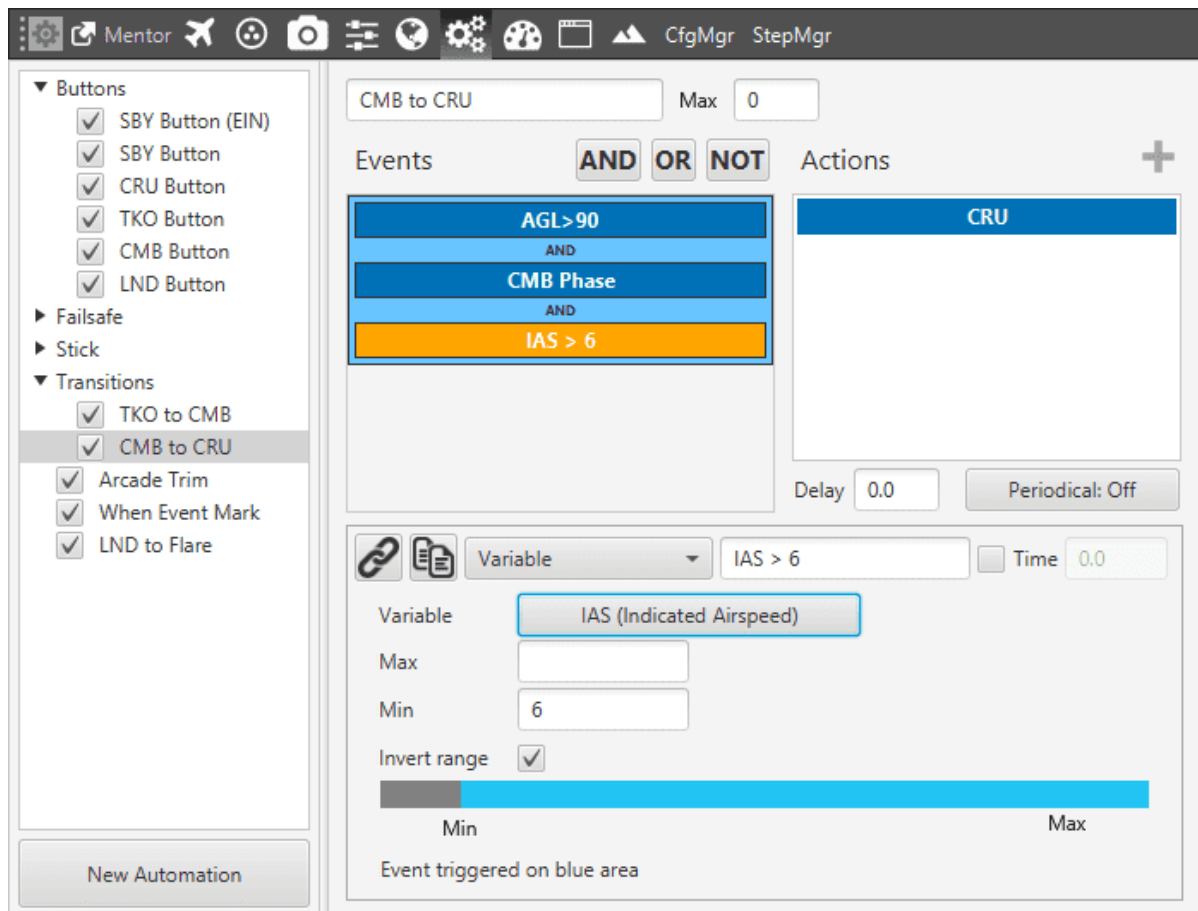 Mentor CfgMgr StepMgr
Buttons
SBY Button (EIN)
SBY Button
CRU Button
TKO Button
CMB Button
LND Button
Failsafe
Stick
Transitions
TKO to CMB
CMB to CRU
Arcade Trim
When Event Mark
LND to Flare
New Automation
CMB to CRU Max 0
Events AND OR NOT Actions
AGL>90
AND
CMB Phase
AND
IAS > 6
CRU
Delay 0.0 Periodical: Off
Variable IAS > 6 Time 0.0
Variable IAS (Indicated Airspeed)
Max
Min 6
Invert range
Min Max
Event triggered on blue area